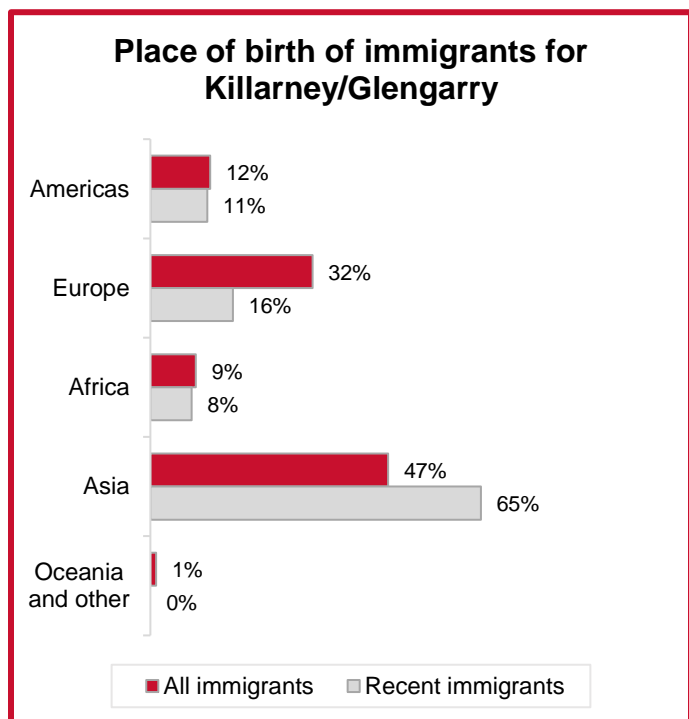 Place of birth of immigrants for
Killarney/Glengarry
Americas
12%
11%
Europe
32%
16%
Africa
9%
8%
Asia
47%
65%
Oceania
and other
1%
0%
All immigrants
Recent immigrants